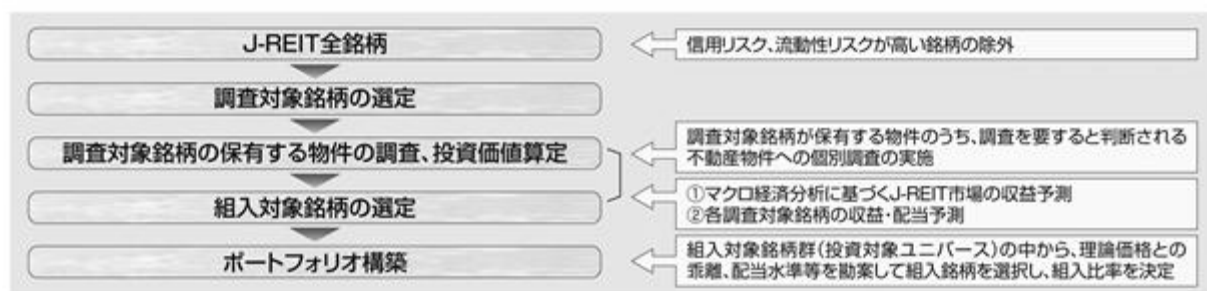 J-REIT全銘柄
信用リスク、流動性リスクが高い銘柄の除外
調査対象銘柄の選定
調査対象銘柄の保有する物件の調査、投資価値算定
調査対象銘柄が保有する物件のうち、調査を要すると判断される
不動産物件への個別調査の実施
組入対象銘柄の選定
①マクロ経済分析に基づくJ-REIT市場の収益予測
②各調査対象銘柄の収益・配当予測
ポートフォリオ構築
組入対象銘柄群(投資対象ユニバース)の中から、理論価格との
乖離、配当水準等を勘案して組入銘柄を選択し、組入比率を決定